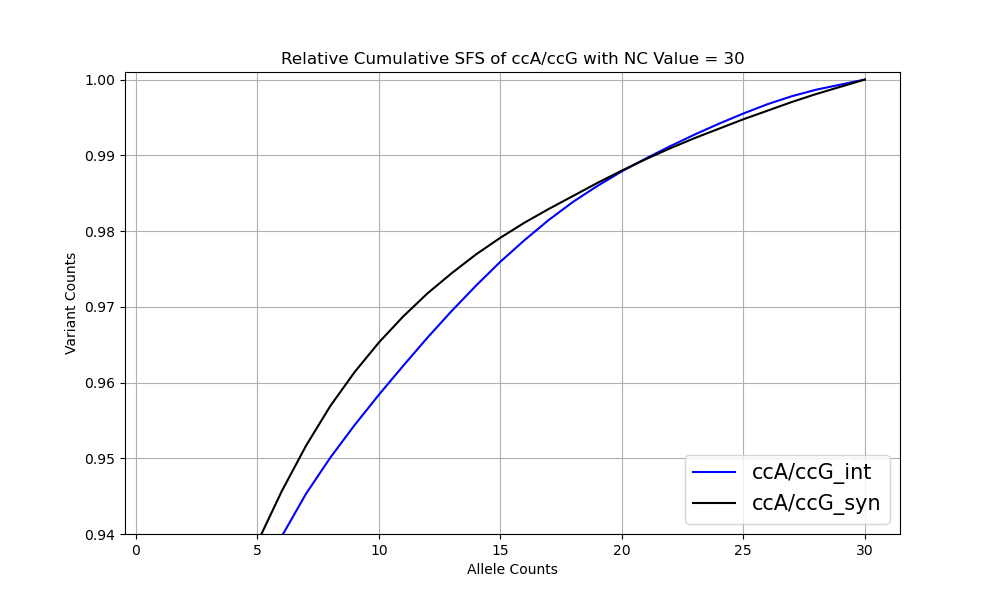 Relative Cumulative SFS of ccA/ccG with NC Value = 30
Variant Counts
1.00
0.99
0.98
0.97
0.96
0.95
0.94
0
5
10
15
20
25
30
Allele Counts
ccA/ccG_int
ccA/ccG_syn